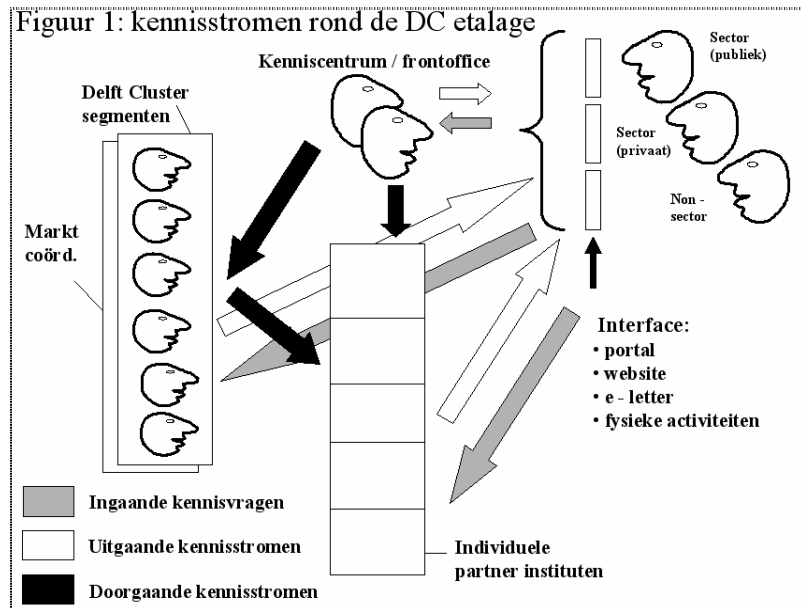 Figuur 1: kennisstromen rond de DC etalage
Kenniscentrum / frontoffice
Sector
(publiek)
Delft Cluster
segmenten
Sector
(privaat)
Non -
sector
Markt
coörd.
Interface:
• portal
• website
• e - letter
• fysieke activiteiten
Ingaande kennisvragen
Uitgaande kennisstromen
Doorgaande kennisstromen
Individuele
partner instituten